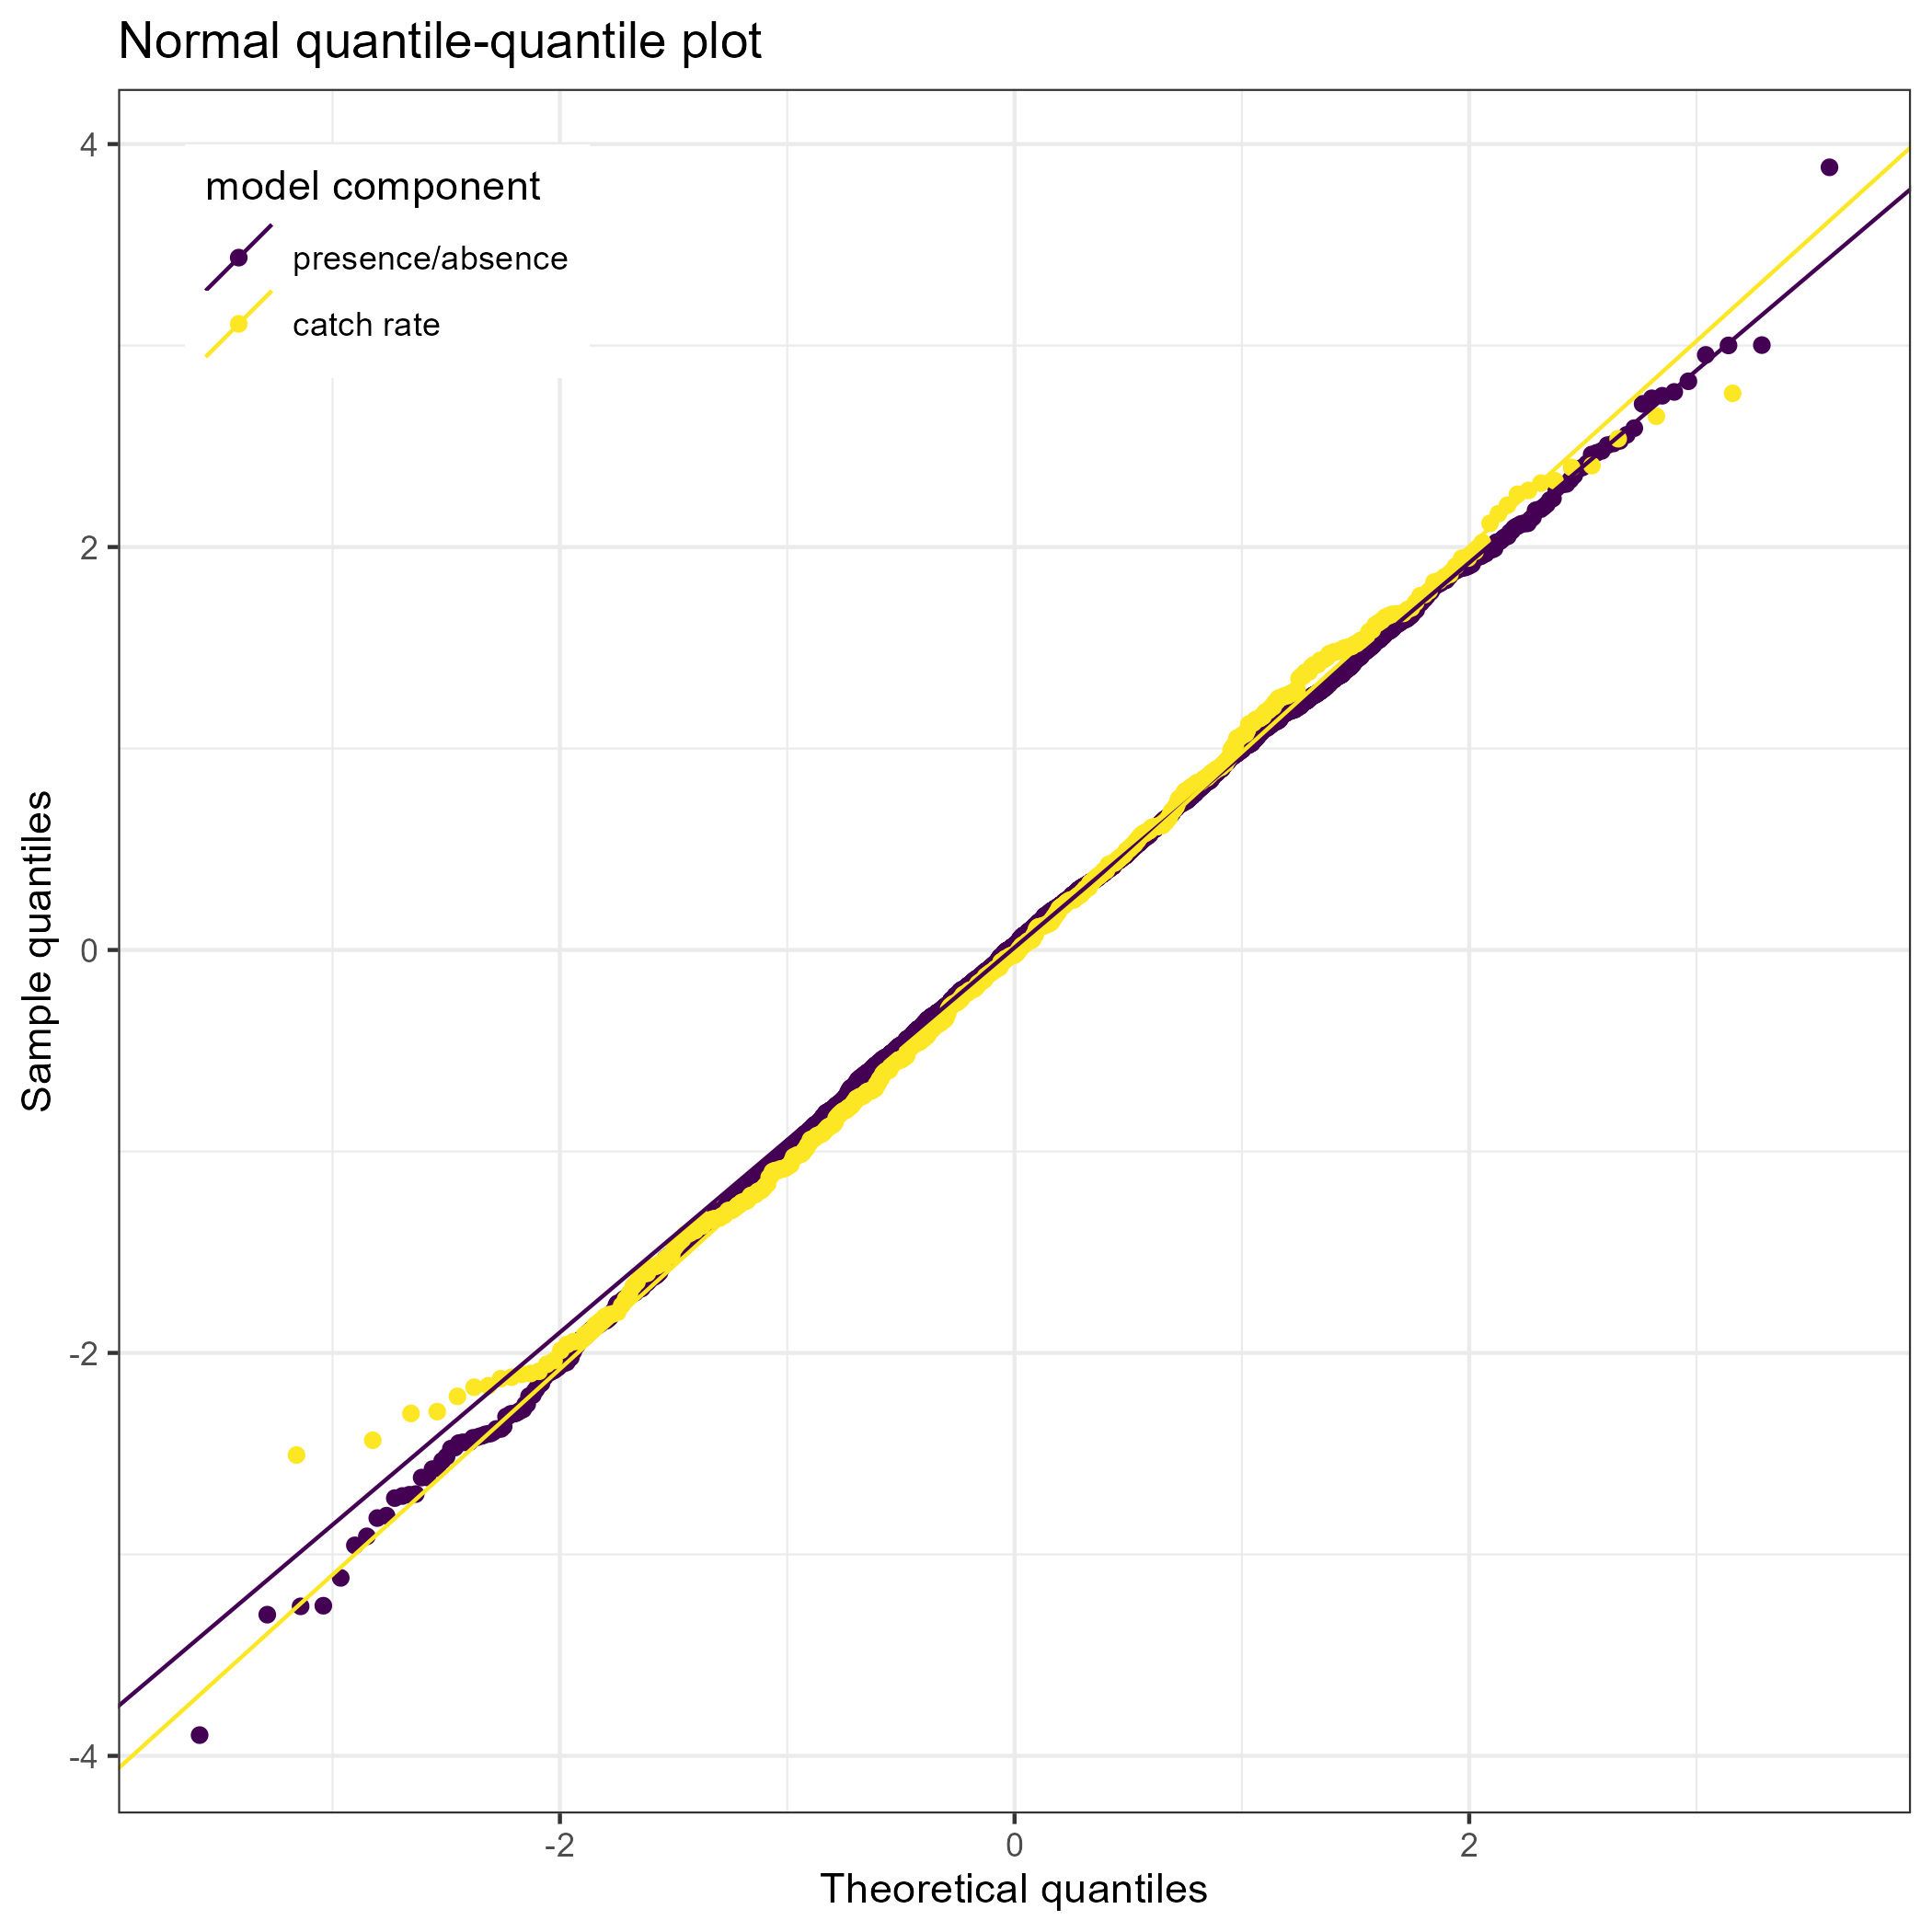 Normal quantile-quantile plot
model component
presence/absence
catch rate
Sample quantiles
4
2
0
-2
-4
-2
0
2
Theoretical quantiles